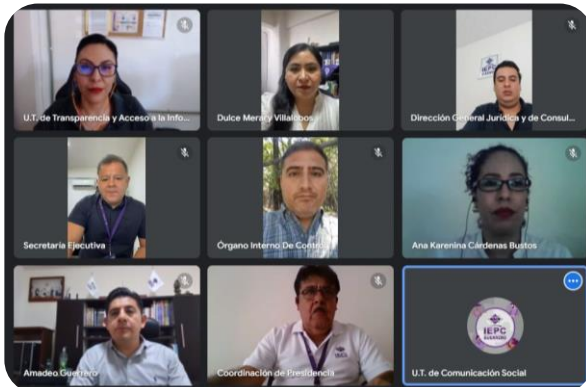 U.T. de Transparencia y Acceso a la Info...
Dulce Merary Villalobos
Dirección General Jurídica y de Consul...
IEPC
Secretaría Ejecutiva
Órgano Interno De Control
Ana Karenina Cárdenas Bustos
Amadeo Guerrero
Coordinación de Presidencia
IEPC
GUERRERO
U.T. de Comunicación Social